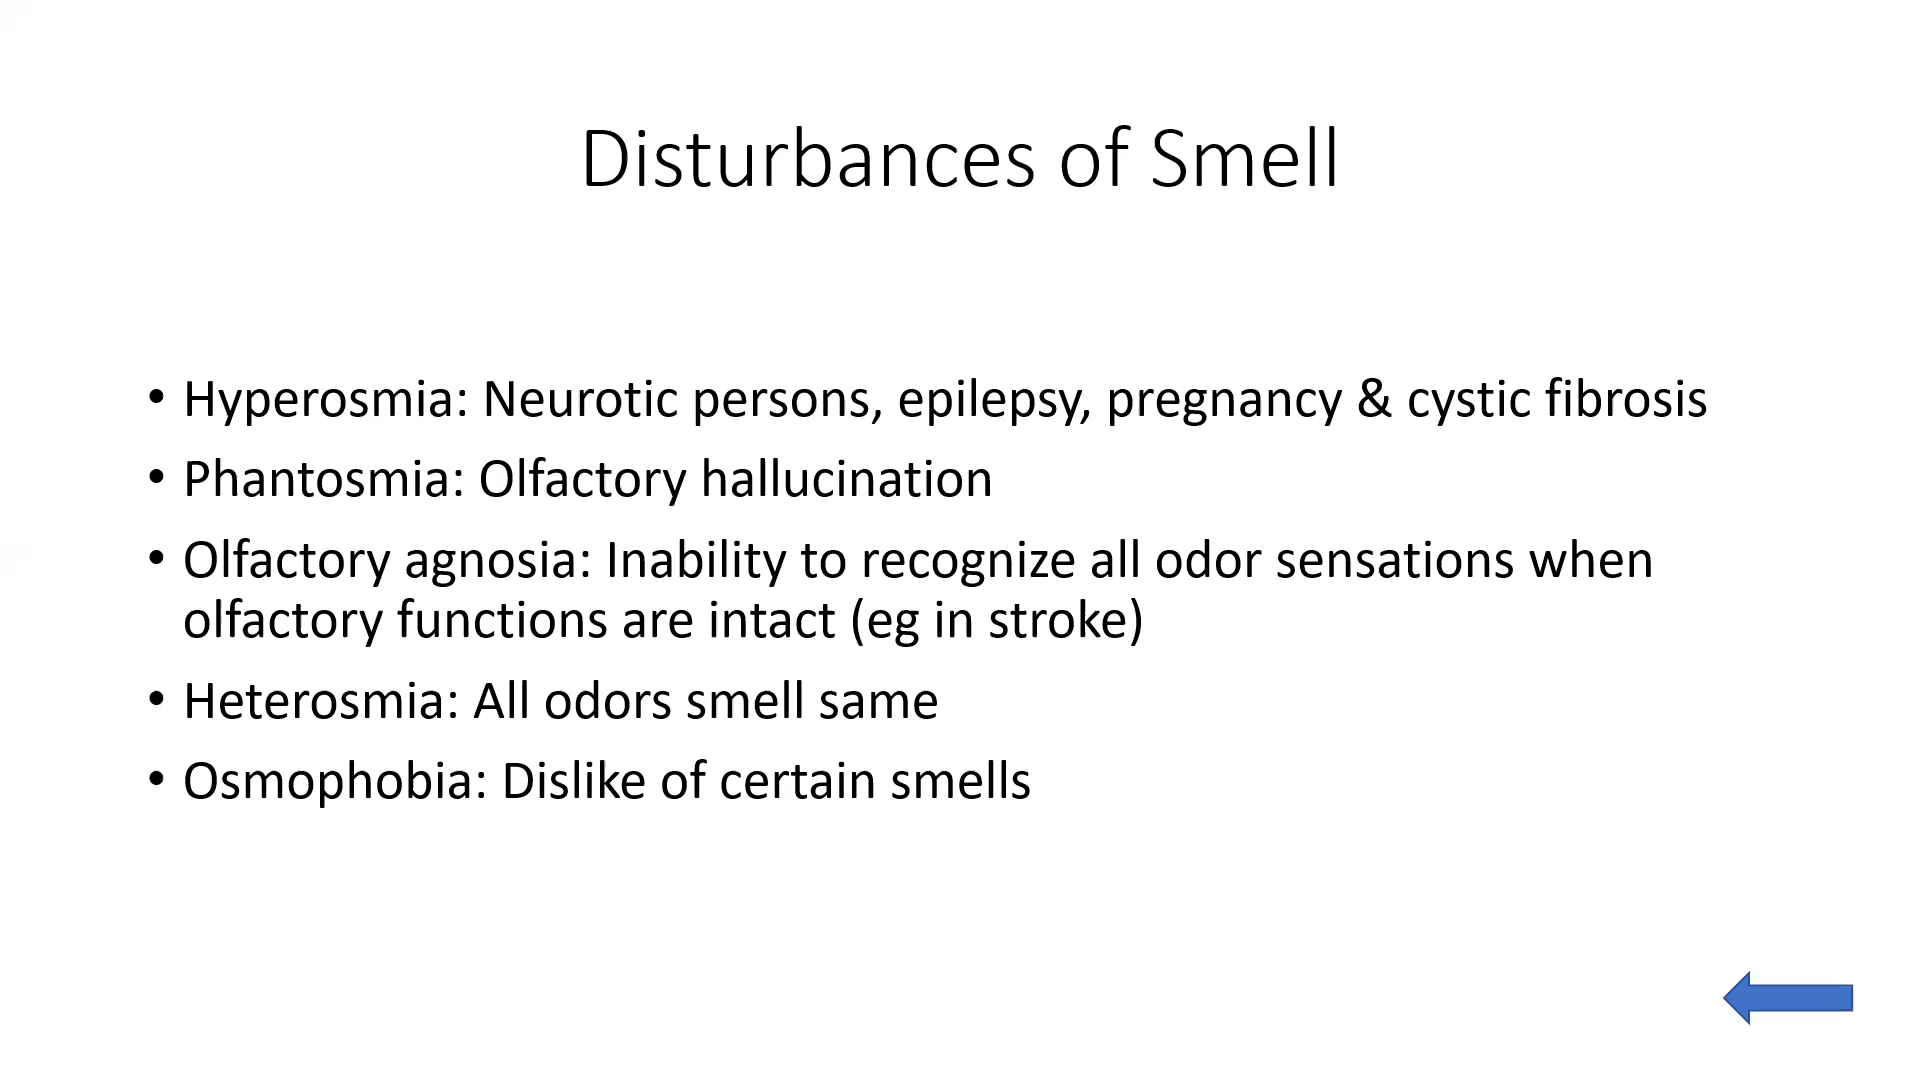 Disturbances of Smell
• Hyperosmia: Neurotic persons, epilepsy, pregnancy & cystic fibrosis
• Phantosmia: Olfactory hallucination
• Olfactory agnosia: Inability to recognize all odor sensations when
olfactory functions are intact (eg in stroke)
• Heterosmia: All odors smell same
• Osmophobia: Dislike of certain smells